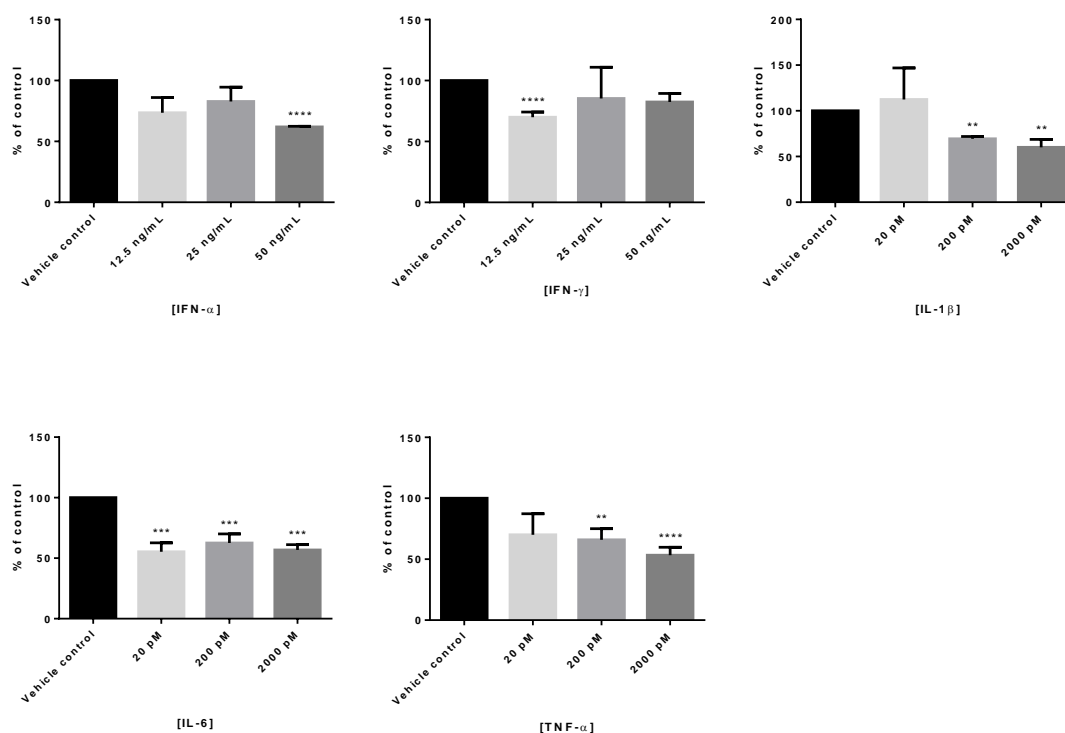 150
100
50
0
% of control
****
Vehicle control
12.5 ng/mL
25 ng/mL
50 ng/mL
[IFN-α]
150
100
50
0
% of control
****
Vehicle control
12.5 ng/mL
25 ng/mL
50 ng/mL
[IFN-γ]
200
150
100
50
0
% of control
**
**
Vehicle control
20 pM
200 pM
2000 pM
[IL-1β]
150
100
50
0
% of control
***
***
***
Vehicle control
20 pM
200 pM
2000 pM
[IL-6]
150
100
50
0
% of control
**
****
Vehicle control
20 pM
200 pM
2000 pM
[TNF-α]